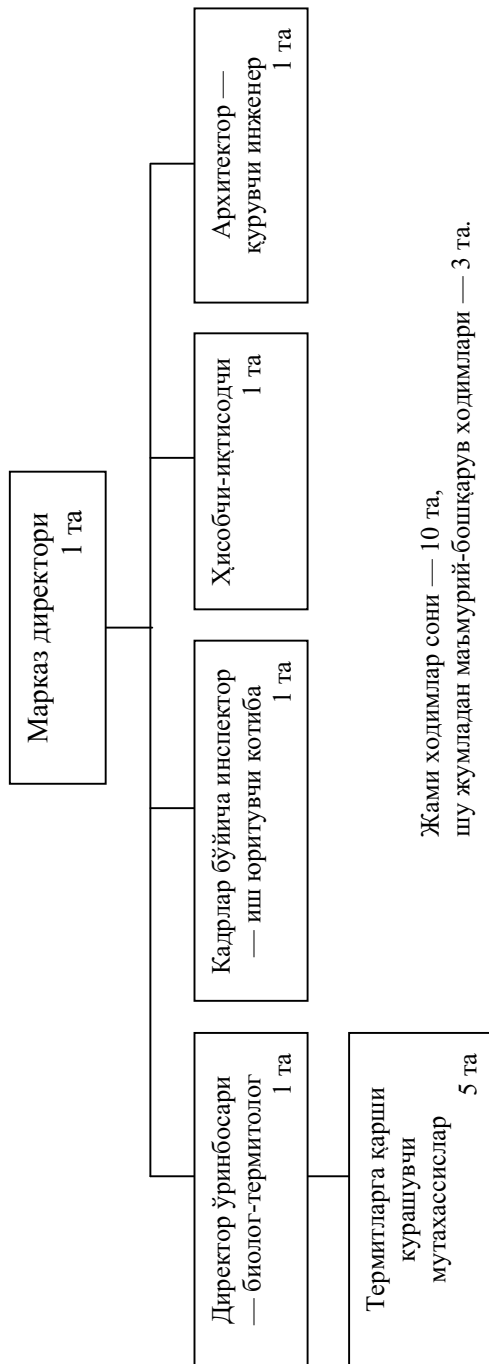 Марказ директори
1 та
Директор ўринбосари
— биолог-термитолог
1 та
Кадрлар бўйича инспектор
— иш юритувчи котиба
1 та
Ҳисобчи-иқтисодчи
1 та
Архитектор —
қурувчи инженер
1 та
Термитларга қарши
курашувчи
мутахассислар
5 та
Жами ходимлар сони — 10 та,
шу жумладан маъмурий-бошқарув ходимлари — 3 та.